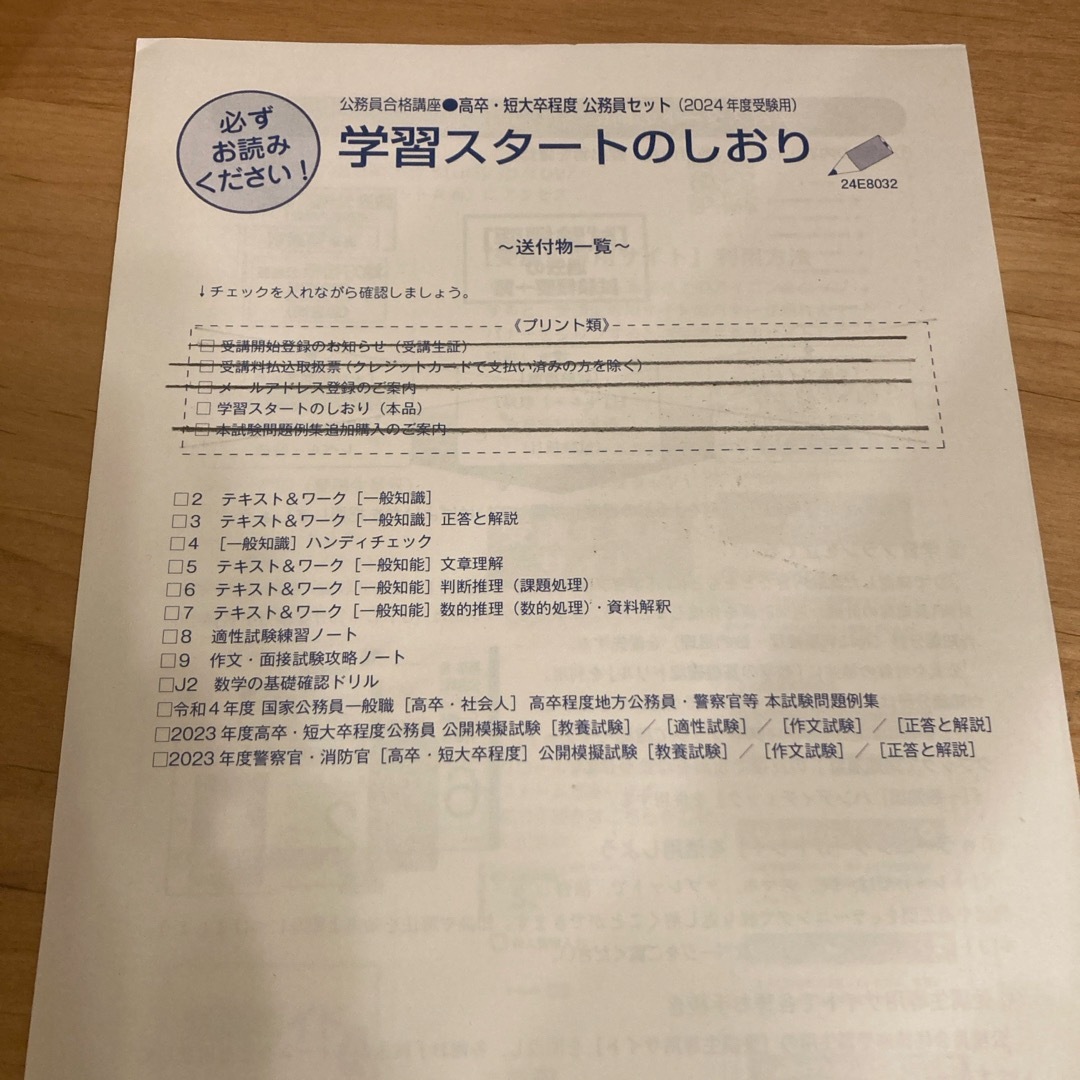 必ず
お読み
ください！
公務員合格講座●高卒・短大卒程度 公務員セット（2024年度受験用）
学習スタートのしおり
24E8032
～送付物一覧～
↓チェックを入れながら確認しましょう。
《プリント類》
□ 受講開始登録のお知らせ（受講生証）
□ 受講料払込取扱票（クレジットカードで支払い済みの方を除く）
□ メールアドレス登録のご案内
□ 学習スタートのしおり（本品）
□ 本試験問題例集追加購入のご案内
□2　テキスト＆ワーク［一般知識］
□3　テキスト＆ワーク［一般知識］正答と解説
□4　［一般知識］ハンディチェック
□5　テキスト＆ワーク［一般知能］文章理解
□6　テキスト＆ワーク［一般知能］判断推理（課題処理）
□7　テキスト＆ワーク［一般知能］数的推理（数的処理）・資料解釈
□8　適性試験練習ノート
□9　作文・面接試験攻略ノート
□J2　数学の基礎確認ドリル
□令和４年度 国家公務員一般職［高卒・社会人］高卒程度地方公務員・警察官等 本試験問題例集
□2023年度高卒・短大卒程度公務員 公開模擬試験［教養試験］／［適性試験］／［作文試験］／［正答と解説］
□2023年度警察官・消防官［高卒・短大卒程度］公開模擬試験［教養試験］／［作文試験］／［正答と解説］